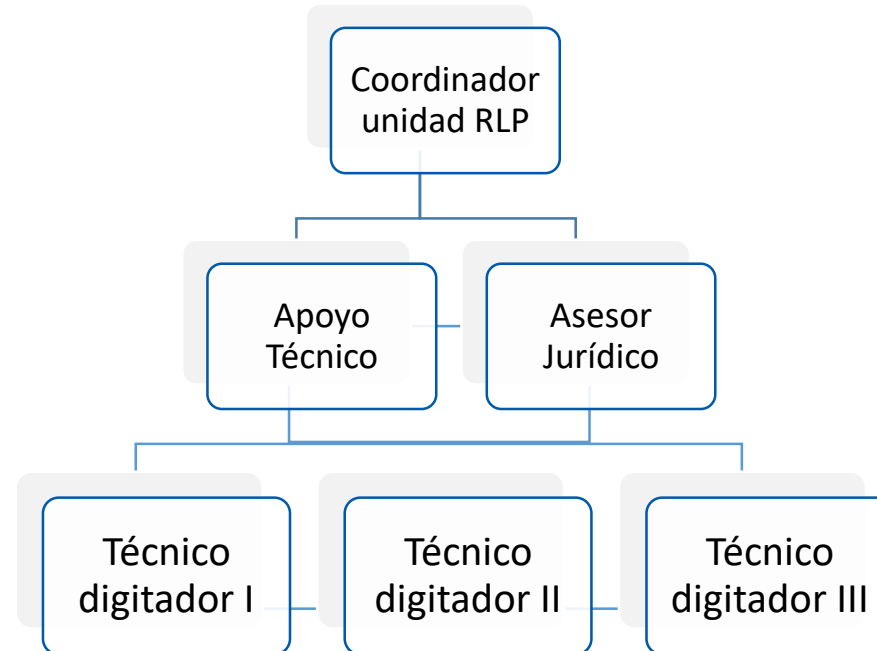 Coordinador
unidad RLP
Apoyo
Técnico
Asesor
Jurídico
Técnico
digitador I
Técnico
digitador II
Técnico
digitador III